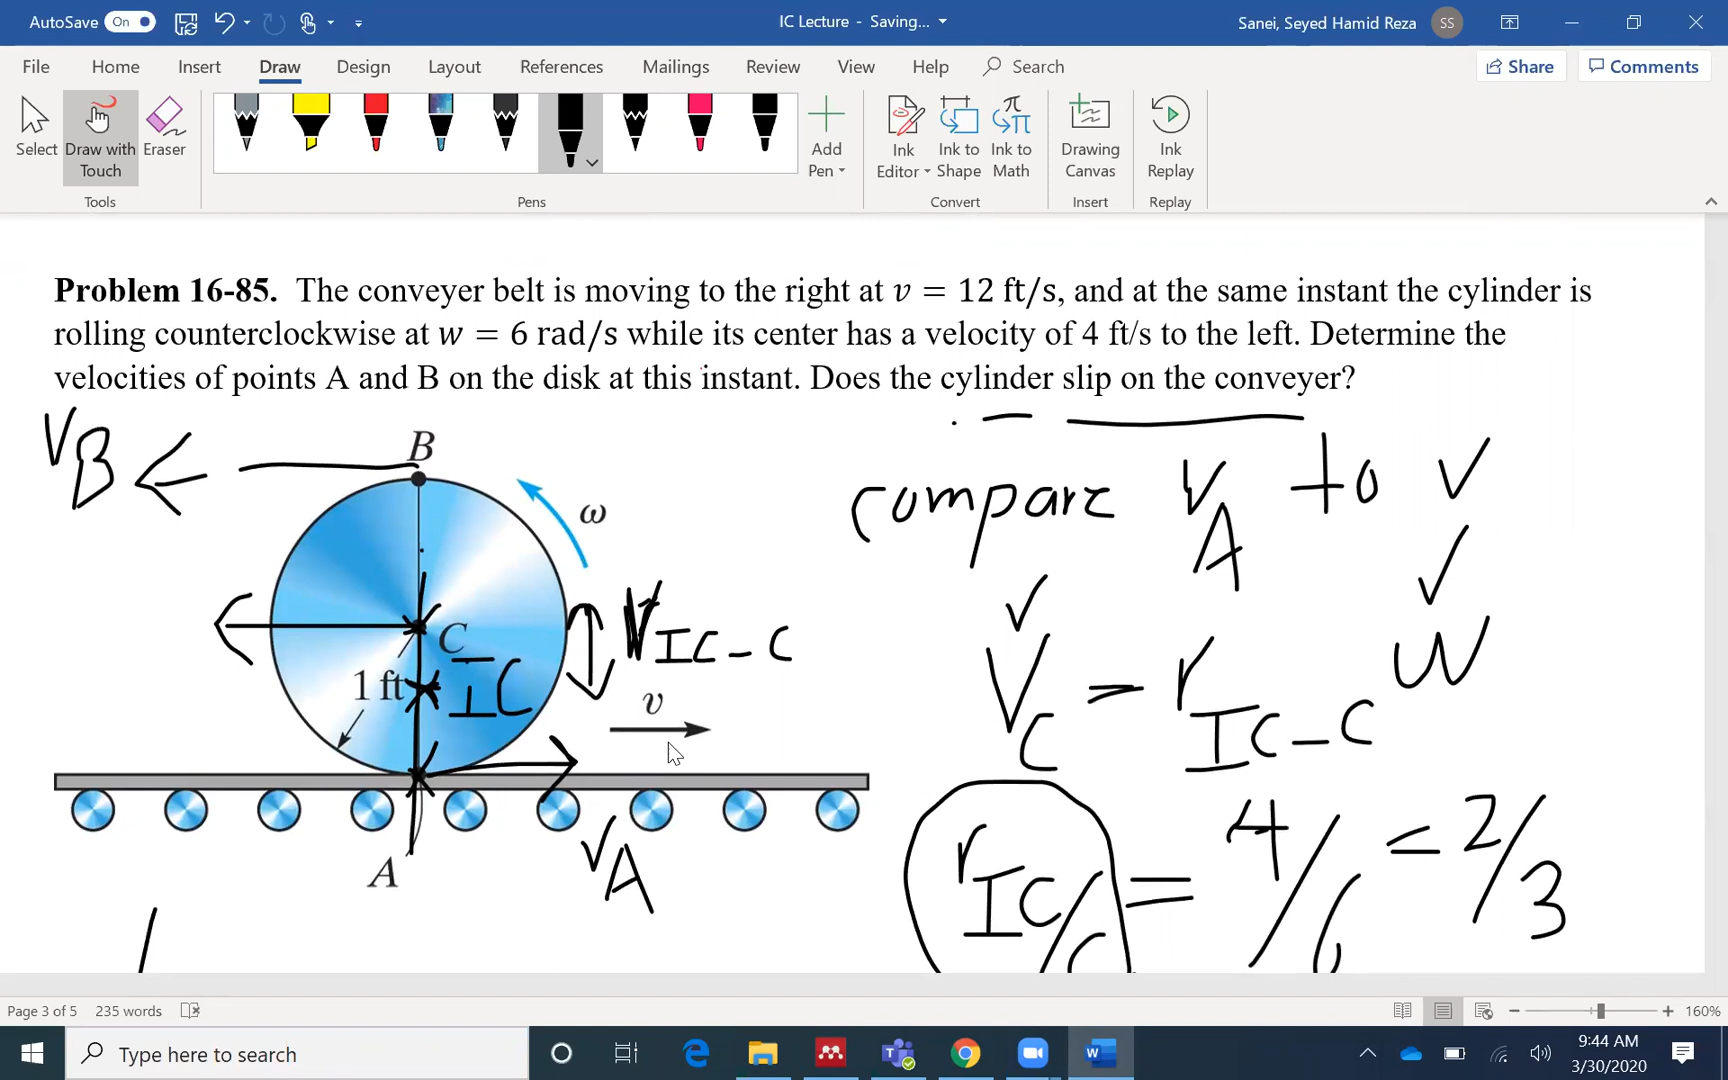 AutoSave On
IC Lecture - Saving...
Sanei, Seyed Hamid Reza SS
File Home Insert Draw Design Layout References Mailings Review View Help Search
Share Comments
Select Draw with Touch Eraser
Add Pen
Ink Editor Ink to Shape Ink to Math
Drawing Canvas
Ink Replay
Tools Pens Convert Insert Replay
Problem 16-85. The conveyer belt is moving to the right at v = 12 ft/s, and at the same instant the cylinder is
rolling counterclockwise at w = 6 rad/s while its center has a velocity of 4 ft/s to the left. Determine the
velocities of points A and B on the disk at this instant. Does the cylinder slip on the conveyer?
VB
B
ω
compare VA to V
C
rIC-C
1 ft
IC
v
VC = rIC-C W
A
VA
rIC/C = 4/6 = 2/3
Page 3 of 5 235 words
160%
Type here to search
9:44 AM
3/30/2020